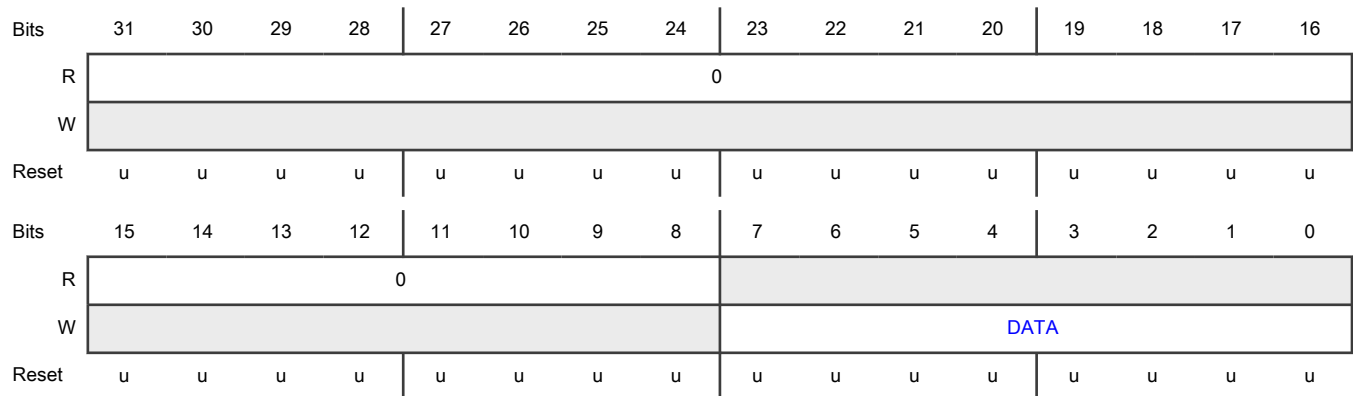 Bits 31 30 29 28 27 26 25 24 23 22 21 20 19 18 17 16
R 0
W
Reset u u u u u u u u u u u u u u u u
Bits 15 14 13 12 11 10 9 8 7 6 5 4 3 2 1 0
R 0
W DATA
Reset u u u u u u u u u u u u u u u u